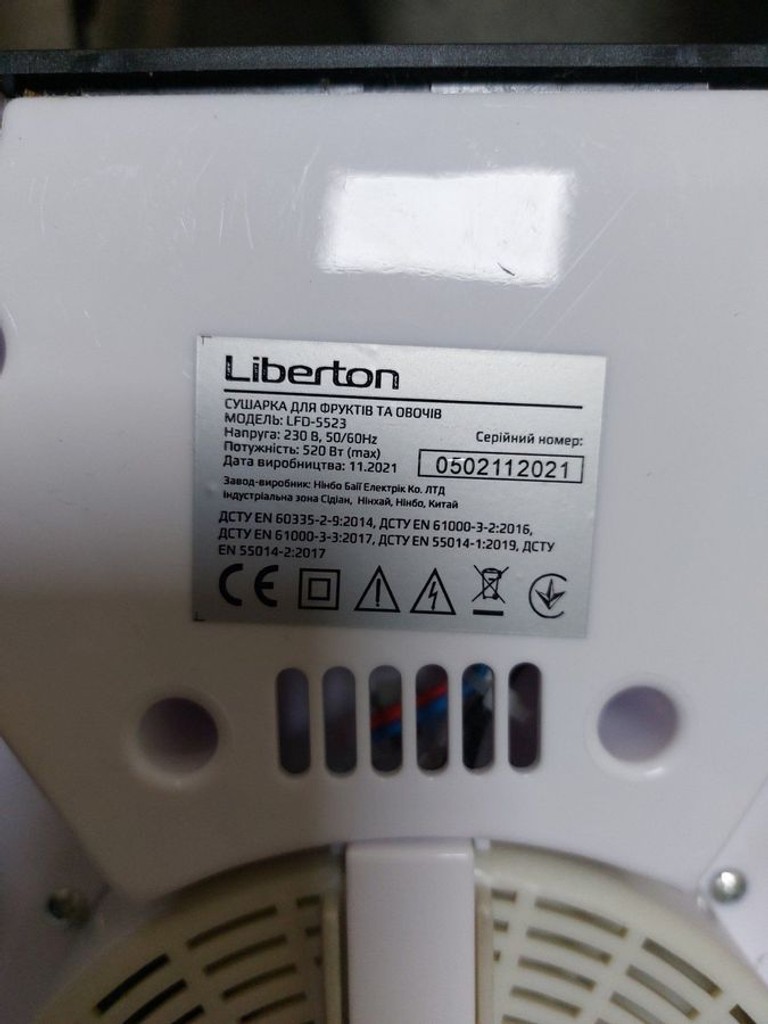 Liberton
СУШАРКА ДЛЯ ФРУКТІВ ТА ОВОЧІВ
МОДЕЛЬ: LFD-5523
Напруга: 230 В, 50/60Hz
Потужність: 520 Вт (max)
Дата виробництва: 11.2021
Серійний номер:
0502112021
Завод-виробник: Нінбо Баїї Електрік Ко. ЛТД
Індустріальна зона Сідіан, Нінхай, Нінбо, Китай
ДСТУ EN 60335-2-9:2014, ДСТУ EN 61000-3-2:2016,
ДСТУ EN 61000-3-3:2017, ДСТУ EN 55014-1:2019, ДСТУ
EN 55014-2:2017
CE